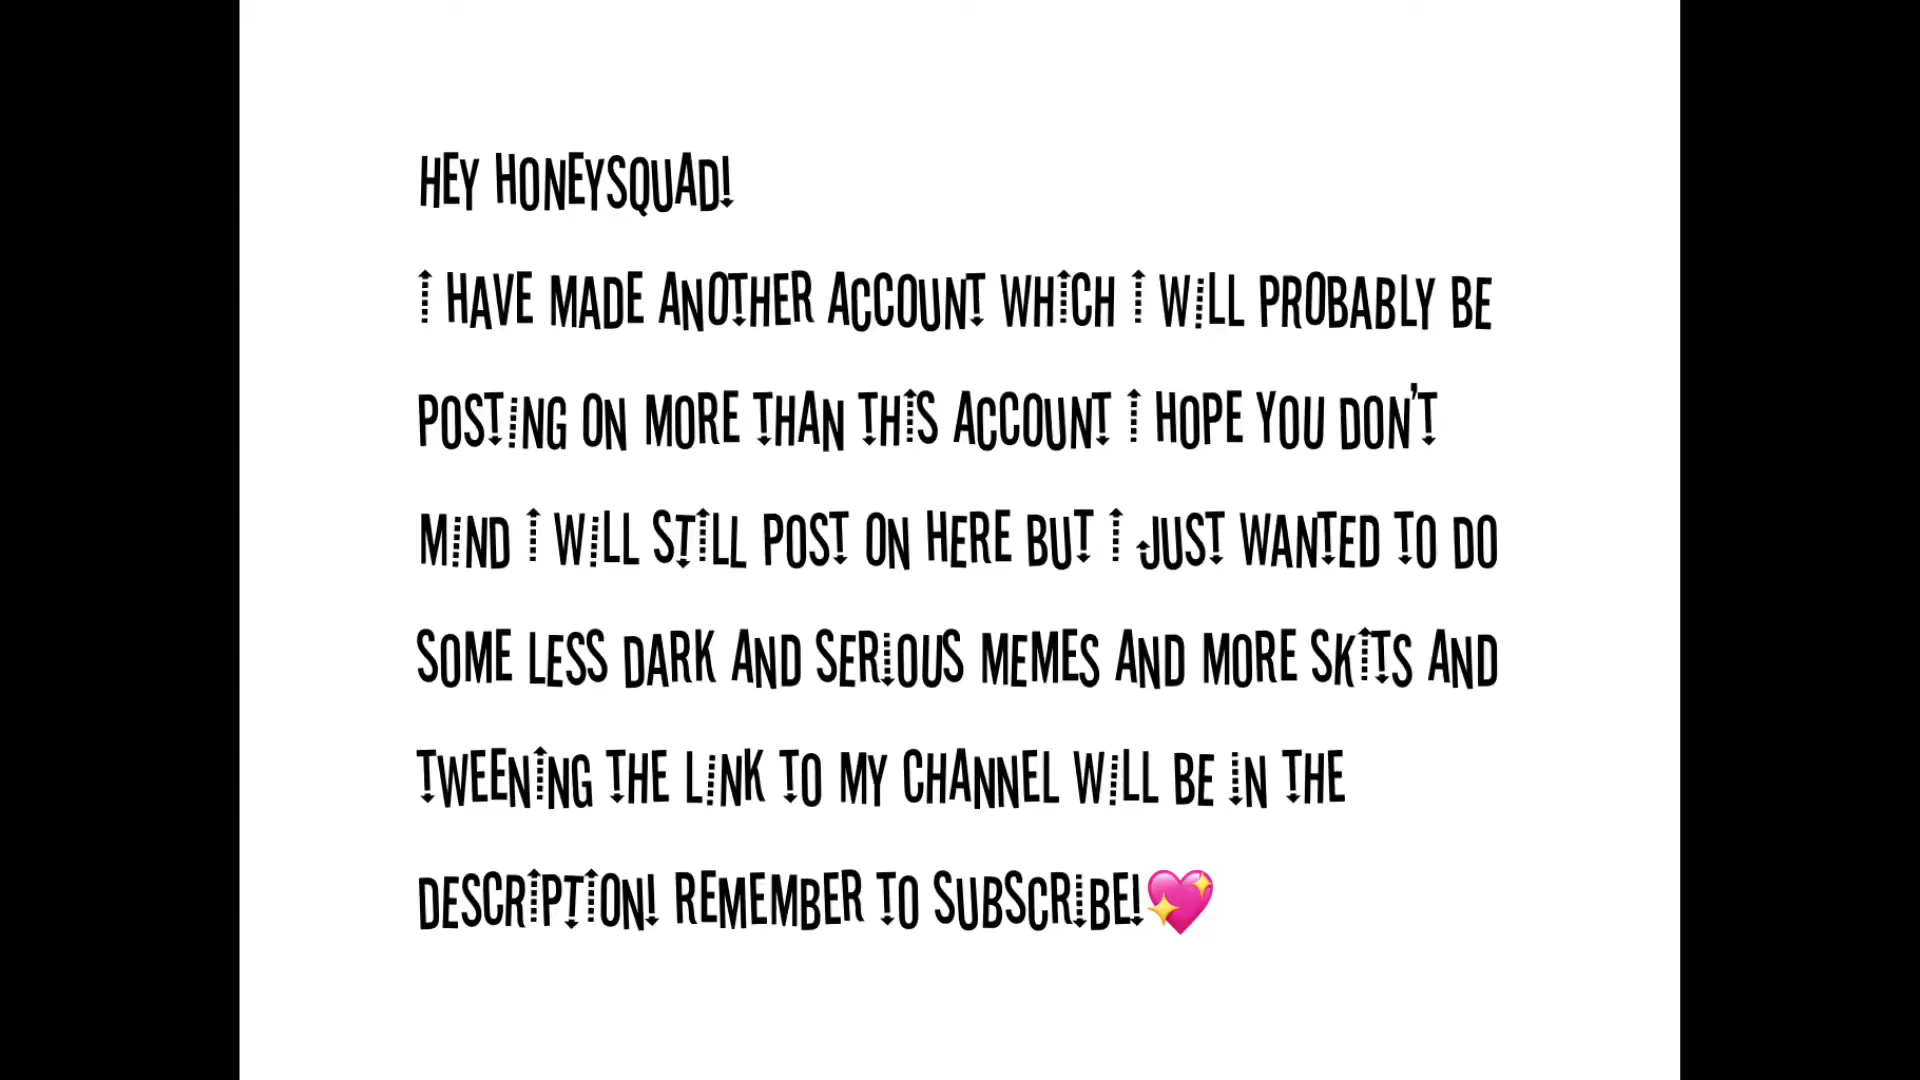 HEY HONEYSQUAD!
I HAVE MADE ANOTHER ACCOUNT WHICH I WILL PROBABLY BE
POSTING ON MORE THAN THIS ACCOUNT I HOPE YOU DON'T
MIND I WILL STILL POST ON HERE BUT I JUST WANTED TO DO
SOME LESS DARK AND SERIOUS MEMES AND MORE SKITS AND
TWEENING THE LINK TO MY CHANNEL WILL BE IN THE
DESCRIPTION! REMEMBER TO SUBSCRIBE!💖